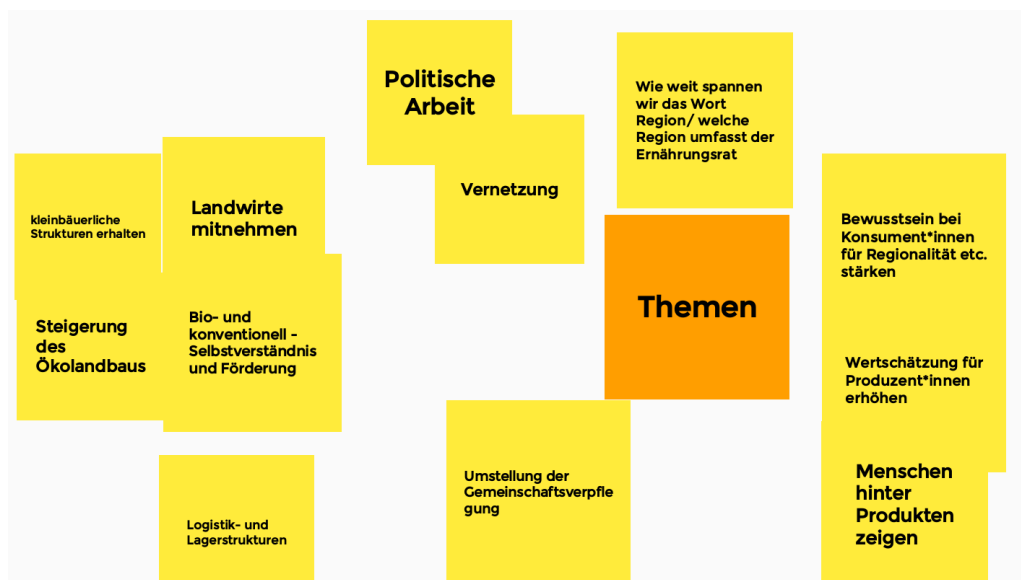 Politische
Arbeit
Vernetzung
Wie weit spannen
wir das Wort
Region/ welche
Region umfasst der
Ernährungsrat
kleinbäuerliche
Strukturen erhalten
Landwirte
mitnehmen
Steigerung
des
Ökolandbaus
Bio- und
konventionell -
Selbstverständnis
und Förderung
Logistik- und
Lagerstrukturen
Themen
Umstellung der
Gemeinschaftsverpfle
gung
Bewusstsein bei
Konsument*innen
für Regionalität etc.
stärken
Wertschätzung für
Produzent*innen
erhöhen
Menschen
hinter
Produkten
zeigen